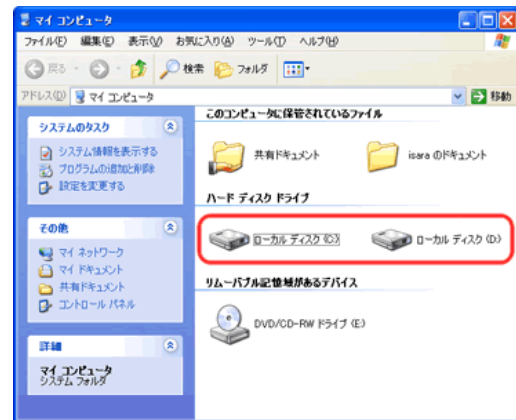 マイ コンピュータ
ファイル(F) 編集(E) 表示(V) お気に入り(A) ツール(T) ヘルプ(H)
戻る 検索 フォルダ
アドレス(D) マイ コンピュータ 移動
システムのタスク
システム情報を表示する
プログラムの追加と削除
設定を変更する
その他
マイ ネットワーク
マイ ドキュメント
共有ドキュメント
コントロール パネル
詳細
マイ コンピュータ
システム フォルダ
このコンピュータに保管されているファイル
共有ドキュメント isara のドキュメント
ハード ディスク ドライブ
ローカル ディスク (C) ローカル ディスク (D)
リムーバブル記憶域があるデバイス
DVD/CD-RW ドライブ (E)